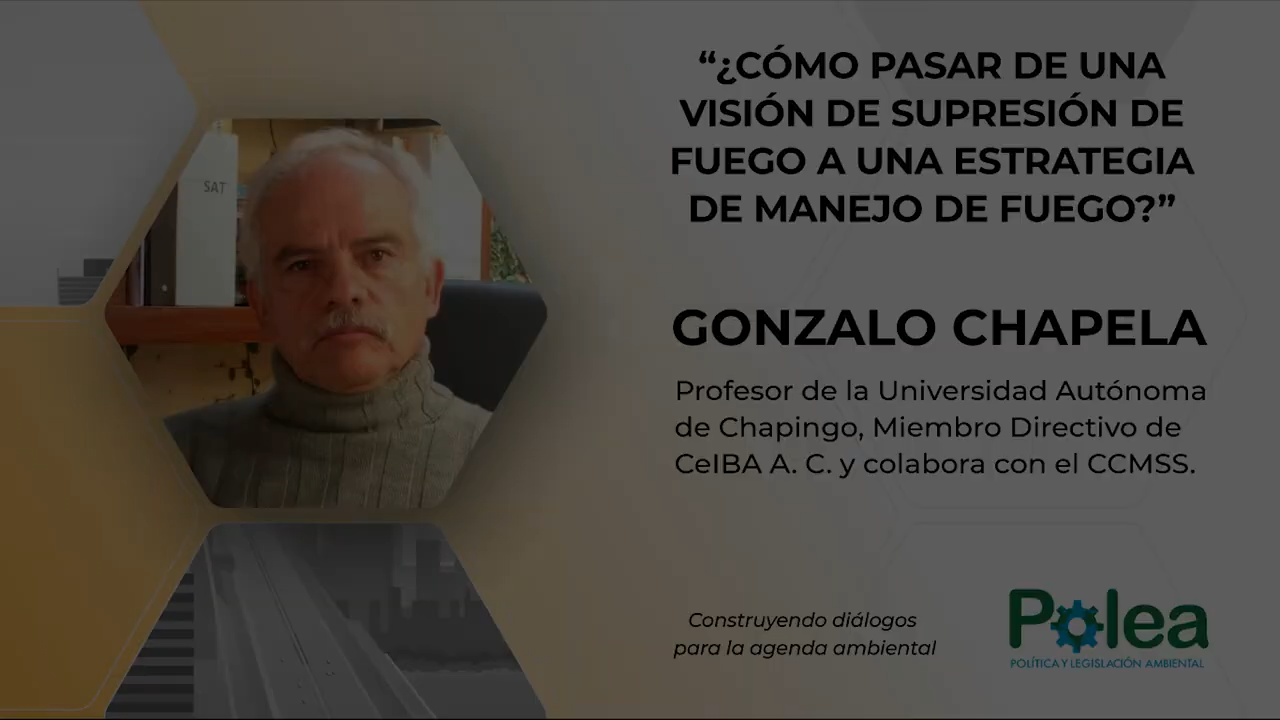 SAT
“¿CÓMO PASAR DE UNA
VISIÓN DE SUPRESIÓN DE
FUEGO A UNA ESTRATEGIA
DE MANEJO DE FUEGO?”
GONZALO CHAPELA
Profesor de la Universidad Autónoma
de Chapingo, Miembro Directivo de
CeIBA A. C. y colabora con el CCMSS.
Construyendo diálogos
para la agenda ambiental
Polea
POLÍTICA Y LEGISLACIÓN AMBIENTAL